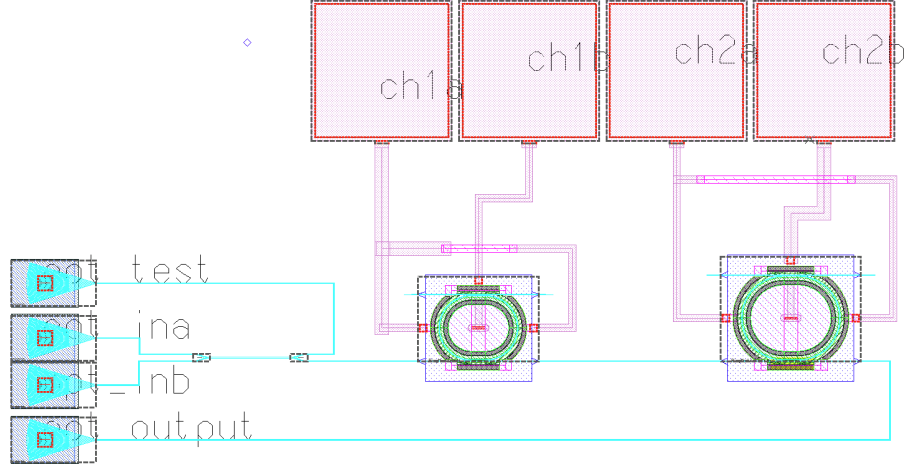 ch1a
ch1b
ch2a
ch2b
test
ina
inb
output